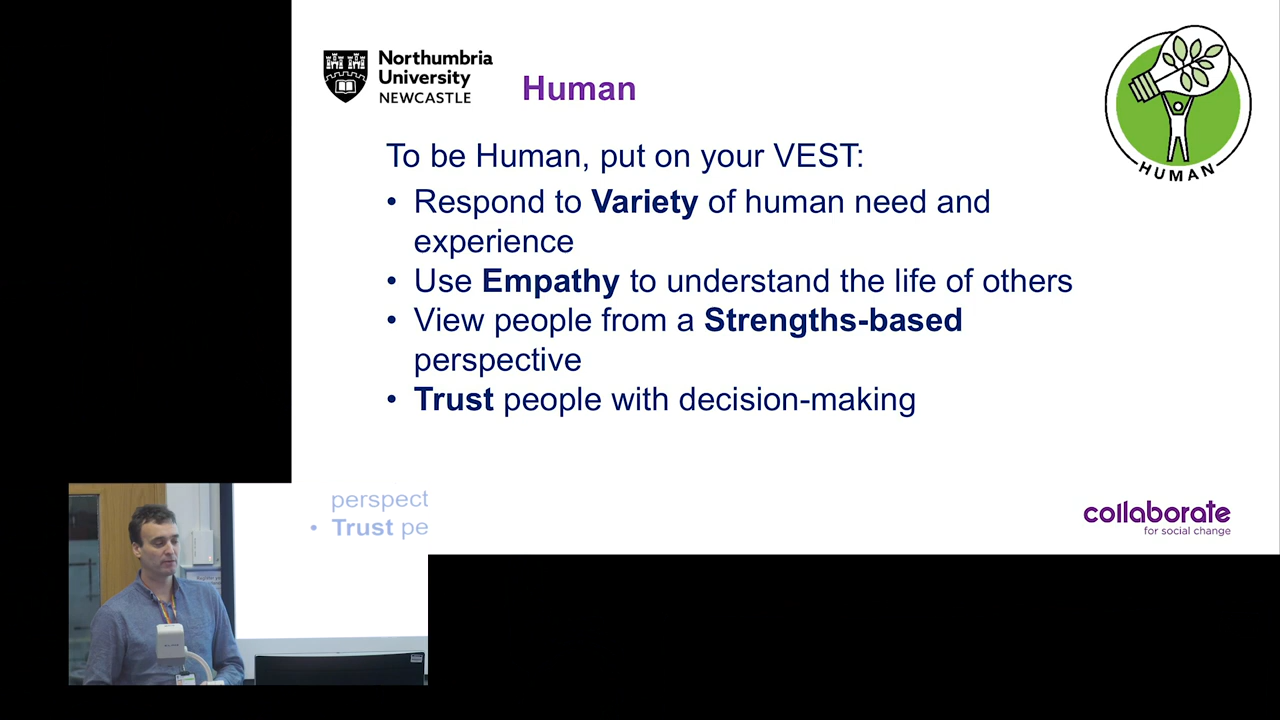 Northumbria
University
NEWCASTLE
Human
HUMAN
To be Human, put on your VEST:
• Respond to Variety of human need and
experience
• Use Empathy to understand the life of others
• View people from a Strengths-based
perspective
• Trust people with decision-making
perspect
• Trust pe
collaborate
for social change